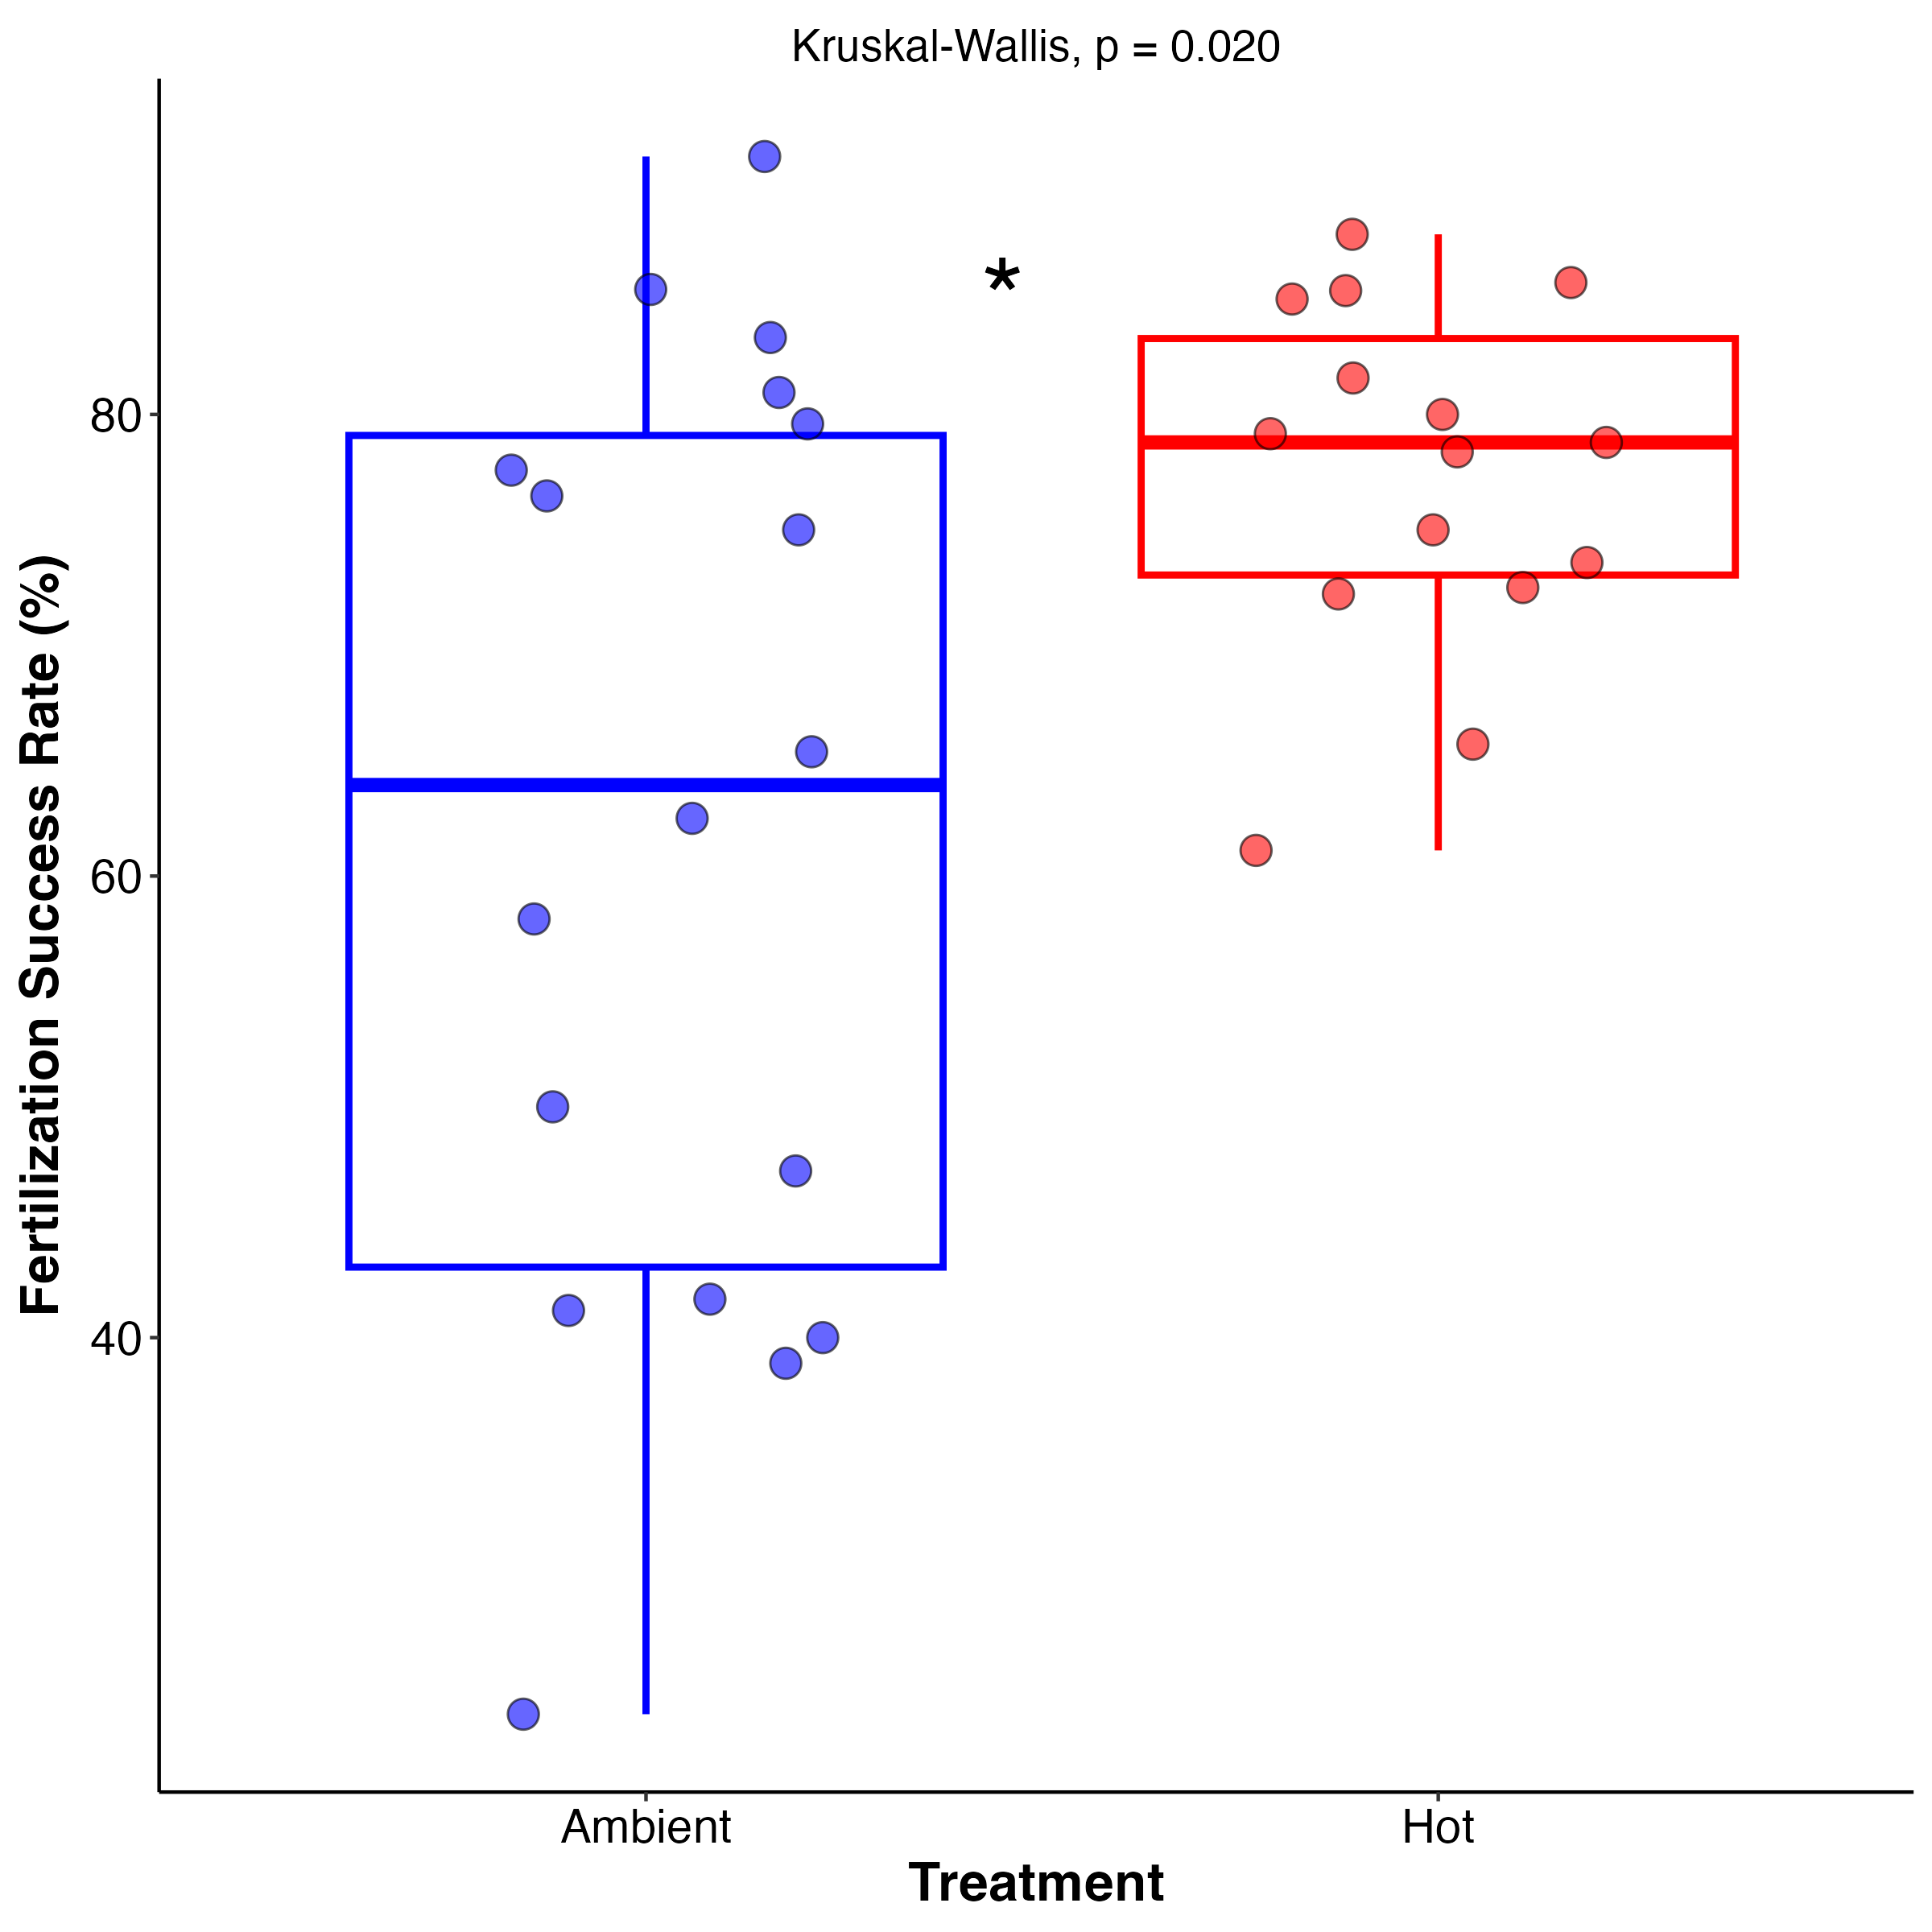 Kruskal-Wallis, p = 0.020
*
Fertilization Success Rate (%)
80
60
40
Ambient
Hot
Treatment